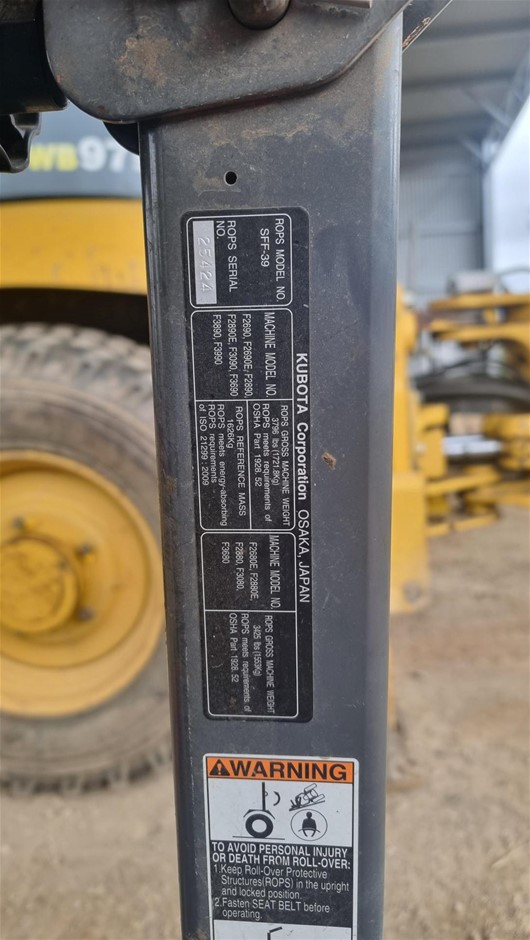 WB97
KUBOTA Corporation OSAKA, JAPAN
ROPS MODEL NO.
SFF-39
ROPS SERIAL
NO.
25424
MACHINE MODEL NO.
F2690, F2690E, F2890,
F2890E, F3090, F3690
F3890, F3990
ROPS GROSS MACHINE WEIGHT
3796 lbs (1721.8Kg)
ROPS meets requirements of
OSHA Part 1928. 52
ROPS REFERENCE MASS
1626Kg
ROPS meets energy-absorbing
ROPS requirements
of ISO 21299 : 2009
MACHINE MODEL NO.
F2680E, F2880E,
F2880, F3080,
F3680
ROPS GROSS MACHINE WEIGHT
3425 lbs (1553Kg)
ROPS meets requirements of
OSHA Part 1928. 52
WARNING
TO AVOID PERSONAL INJURY
OR DEATH FROM ROLL-OVER:
1.Keep Roll-Over Protective
Structures(ROPS) in the upright
and locked position.
2.Fasten SEAT BELT before
operating.